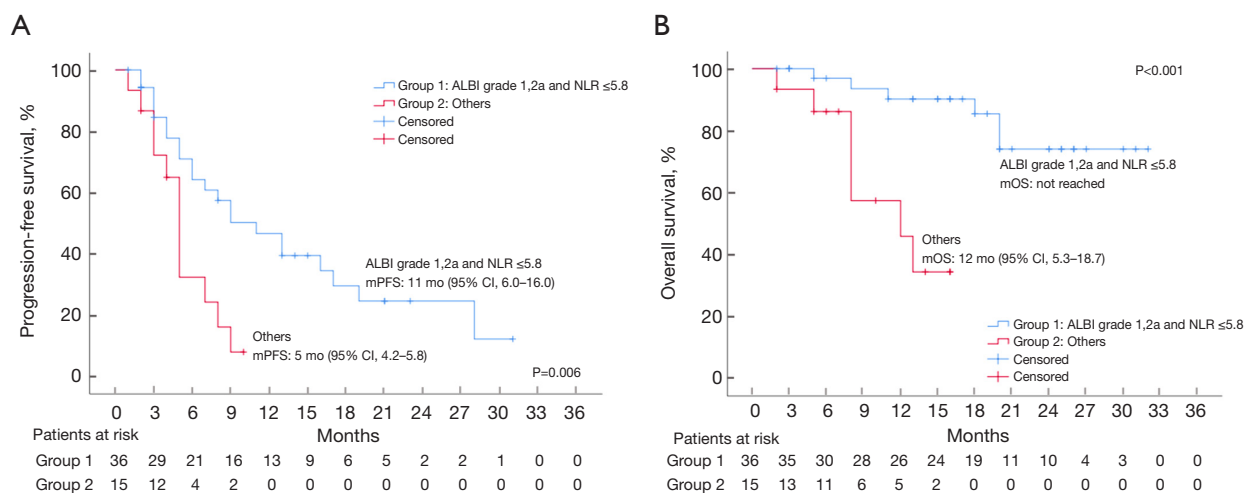 A
Progression-free survival, %
100
80
60
40
20
0
Group 1: ALBI grade 1,2a and NLR ≤5.8
Group 2: Others
Censored
Censored
ALBI grade 1,2a and NLR ≤5.8
mPFS: 11 mo (95% CI, 6.0–16.0)
Others
mPFS: 5 mo (95% CI, 4.2–5.8)
P=0.006
0 3 6 9 12 15 18 21 24 27 30 33 36
Patients at risk
Months
Group 1 36 29 21 16 13 9 6 5 2 2 1 0 0
Group 2 15 12 4 2 0 0 0 0 0 0 0 0 0
B
Overall survival, %
100
80
60
40
20
0
P<0.001
ALBI grade 1,2a and NLR ≤5.8
mOS: not reached
Others
mOS: 12 mo (95% CI, 5.3–18.7)
Group 1: ALBI grade 1,2a and NLR ≤5.8
Group 2: Others
Censored
Censored
0 3 6 9 12 15 18 21 24 27 30 33 36
Patients at risk
Months
Group 1 36 35 30 28 26 24 19 11 10 4 3 0 0
Group 2 15 13 11 6 5 2 0 0 0 0 0 0 0